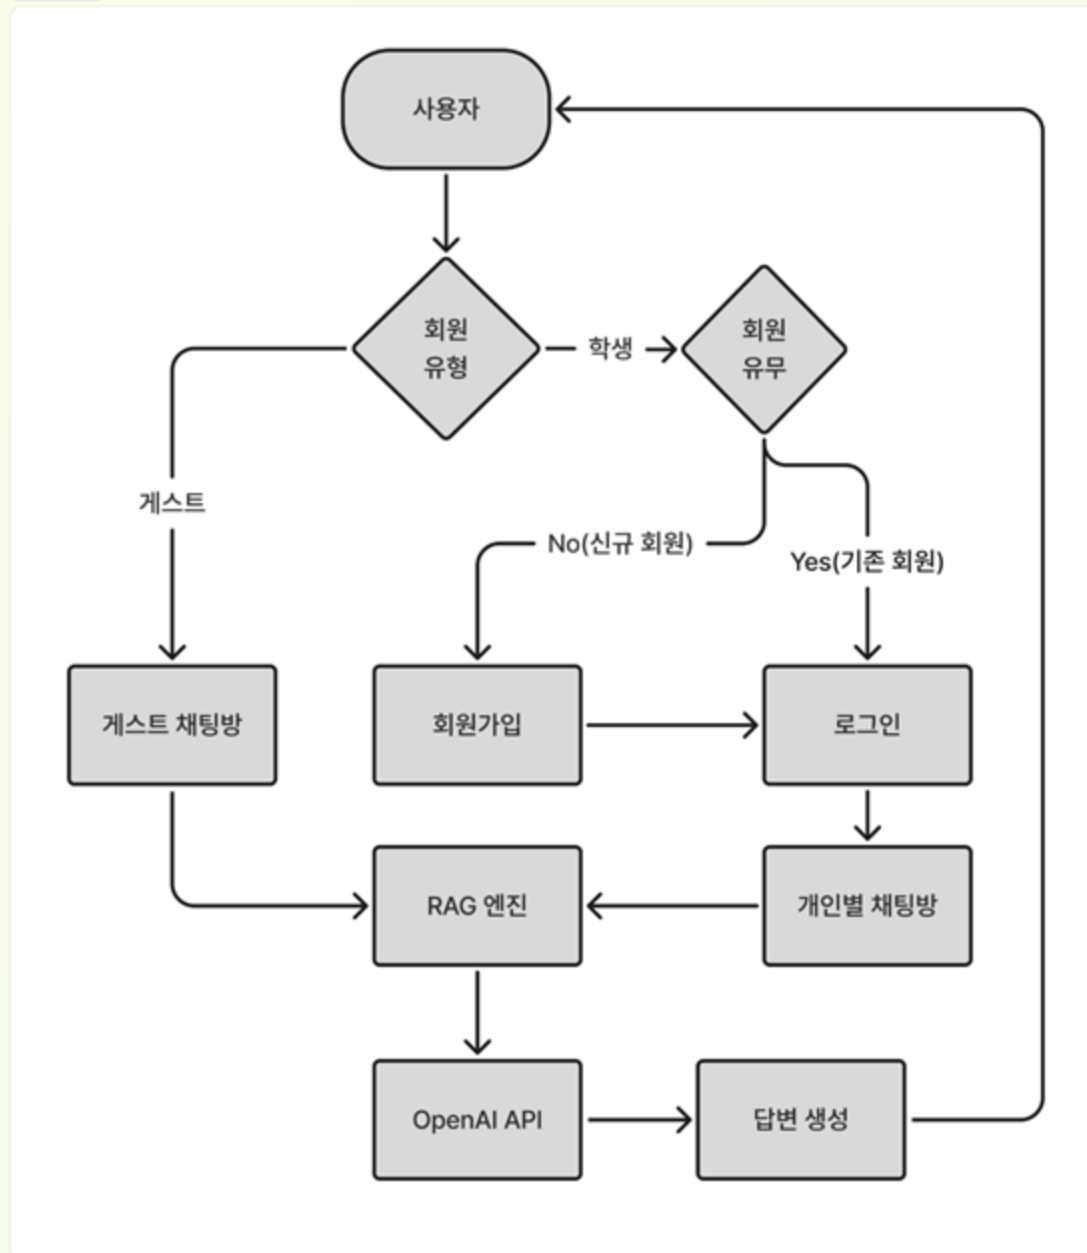 사용자
회원
유형
학생
회원
유무
게스트
No(신규 회원)
Yes(기존 회원)
게스트 채팅방
회원가입
로그인
RAG 엔진
개인별 채팅방
OpenAI API
답변 생성